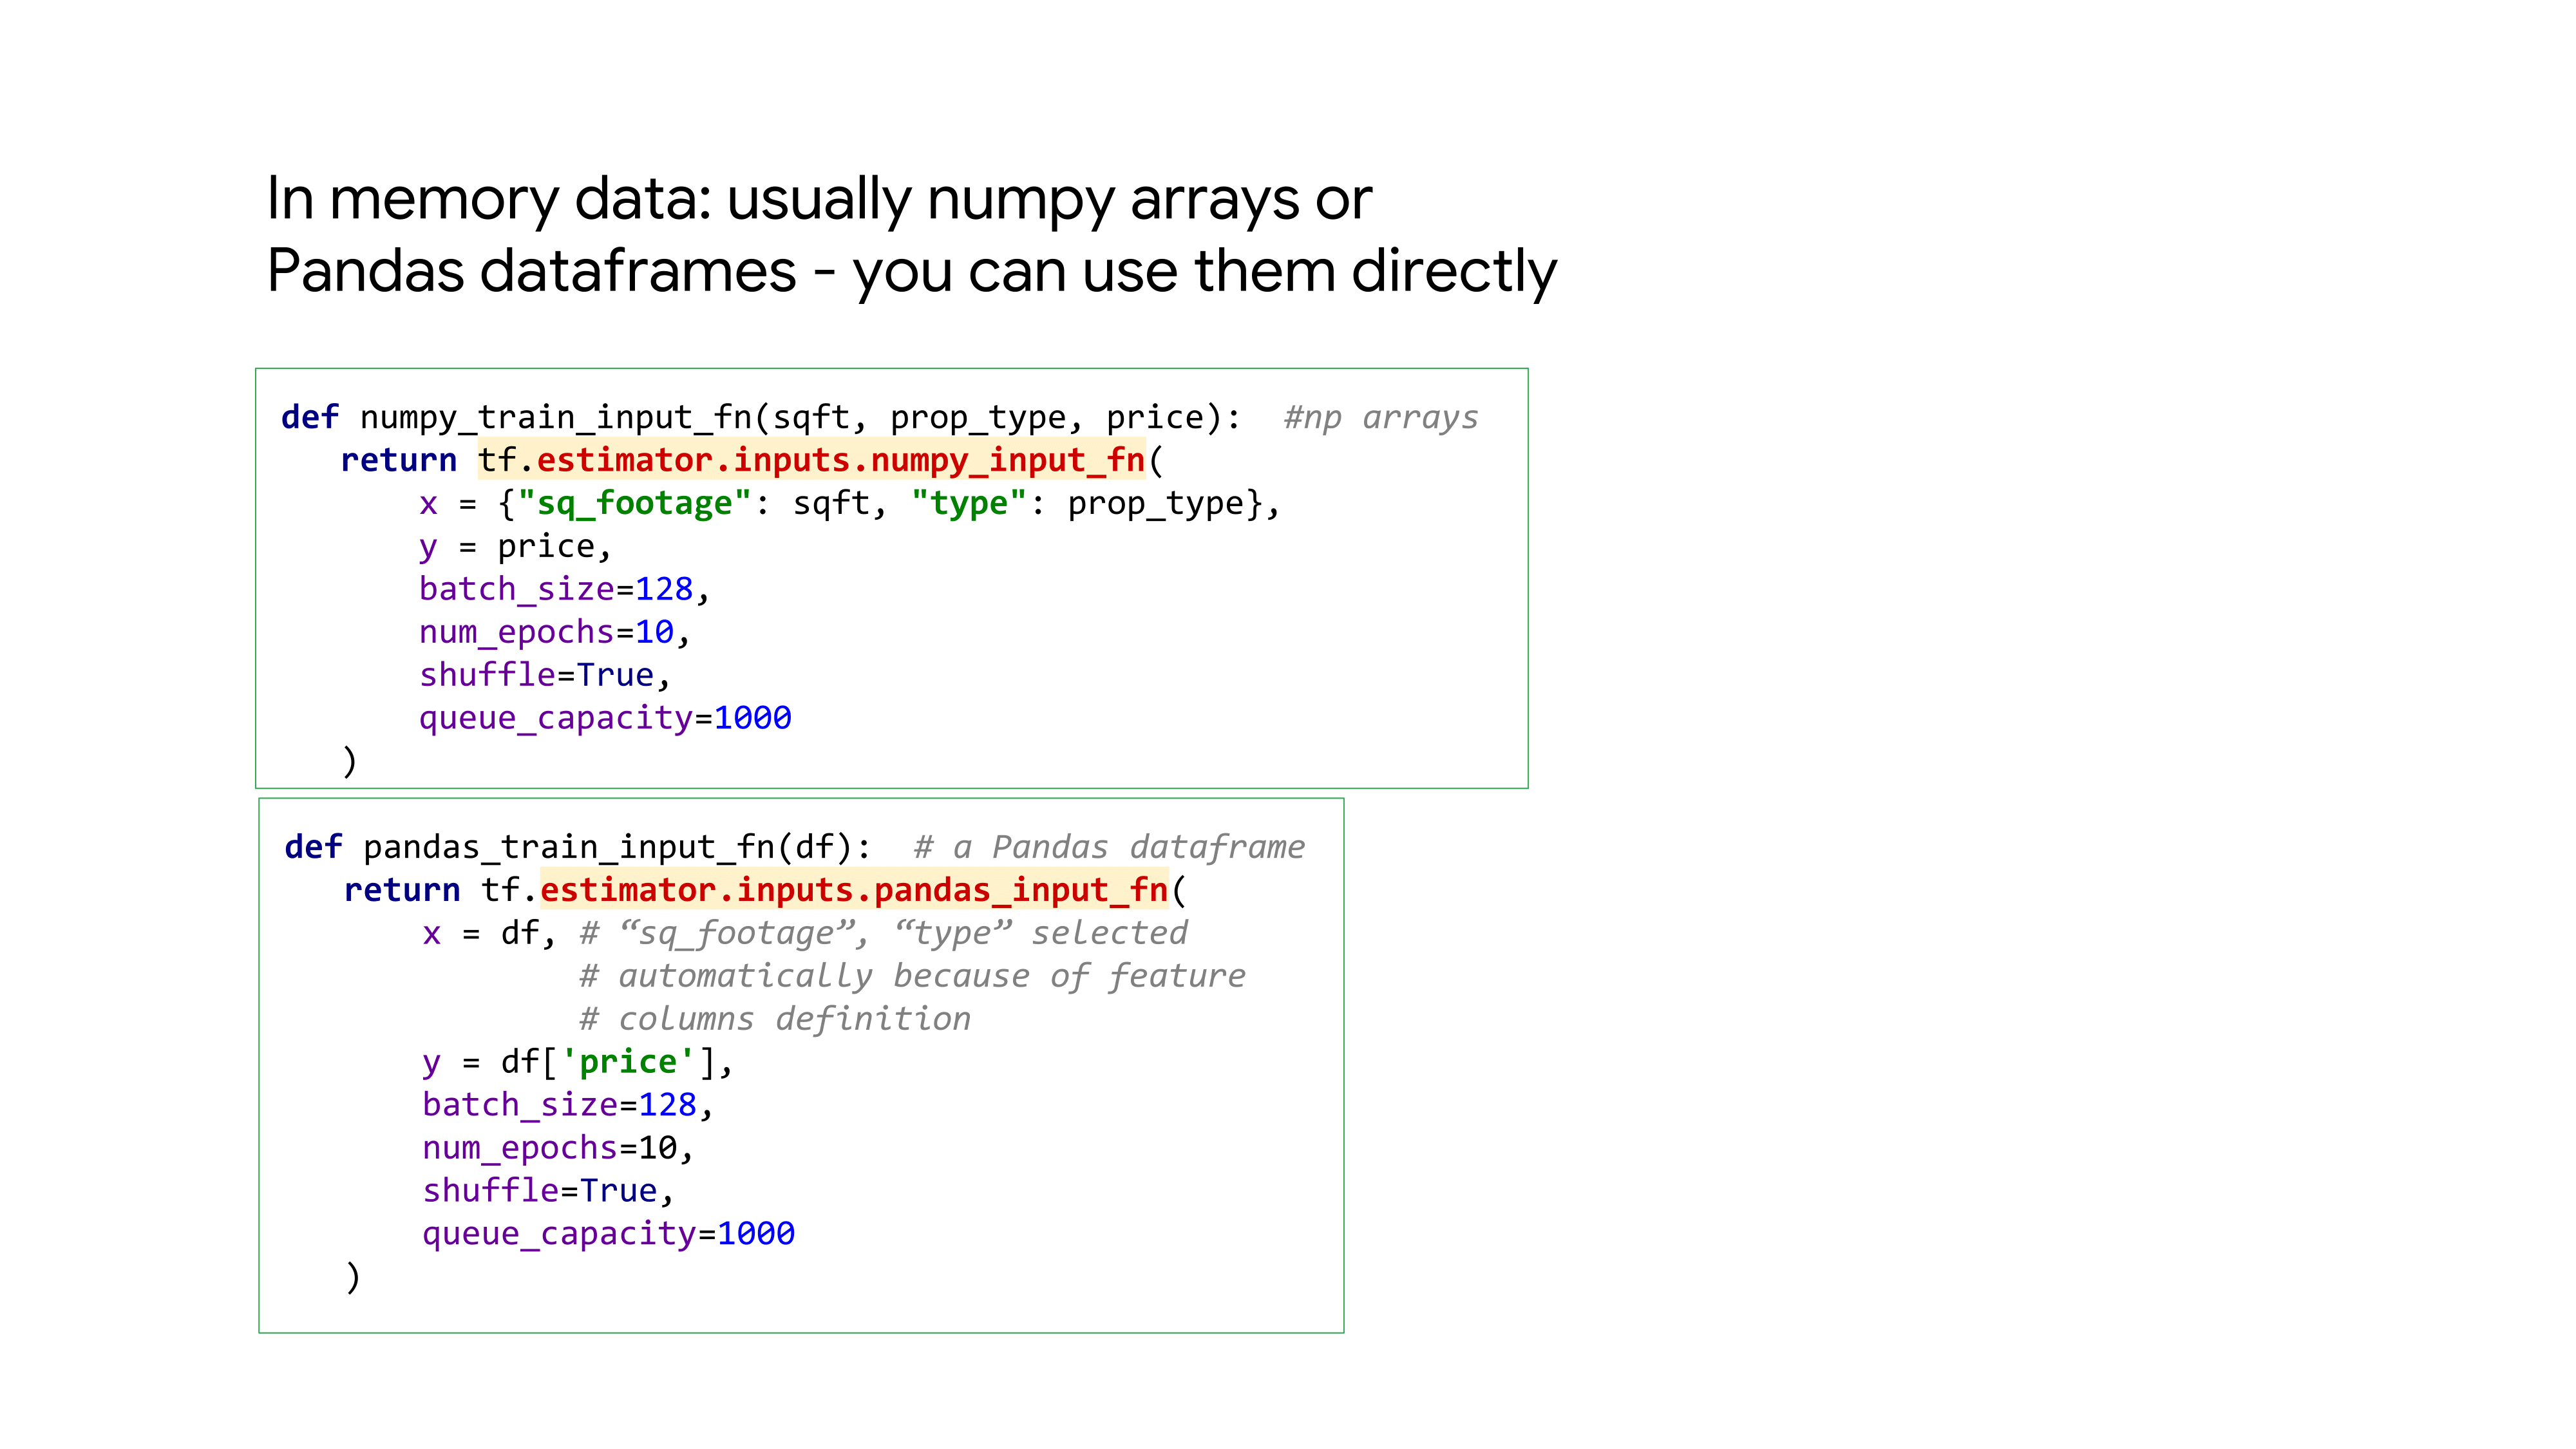 In memory data: usually numpy arrays or
Pandas dataframes - you can use them directly
def numpy_train_input_fn(sqft, prop_type, price):  #np arrays
   return tf.estimator.inputs.numpy_input_fn(
       x = {"sq_footage": sqft, "type": prop_type},
       y = price,
       batch_size=128,
       num_epochs=10,
       shuffle=True,
       queue_capacity=1000
   )
def pandas_train_input_fn(df):  # a Pandas dataframe
   return tf.estimator.inputs.pandas_input_fn(
       x = df, # “sq_footage”, “type” selected
               # automatically because of feature
               # columns definition
       y = df['price'],
       batch_size=128,
       num_epochs=10,
       shuffle=True,
       queue_capacity=1000
   )